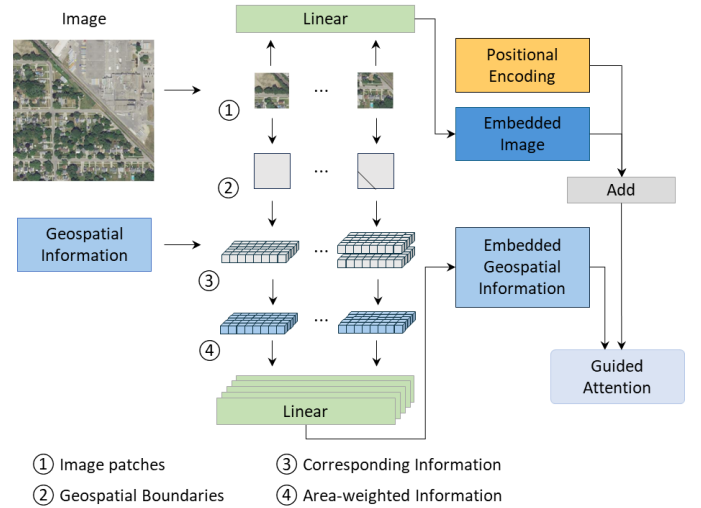 Image
Linear
Positional
Encoding
①
...
Embedded
Image
②
...
Add
Geospatial
Information
...
Embedded
Geospatial
Information
③
...
④
Guided
Attention
Linear
① Image patches
③ Corresponding Information
② Geospatial Boundaries
④ Area-weighted Information